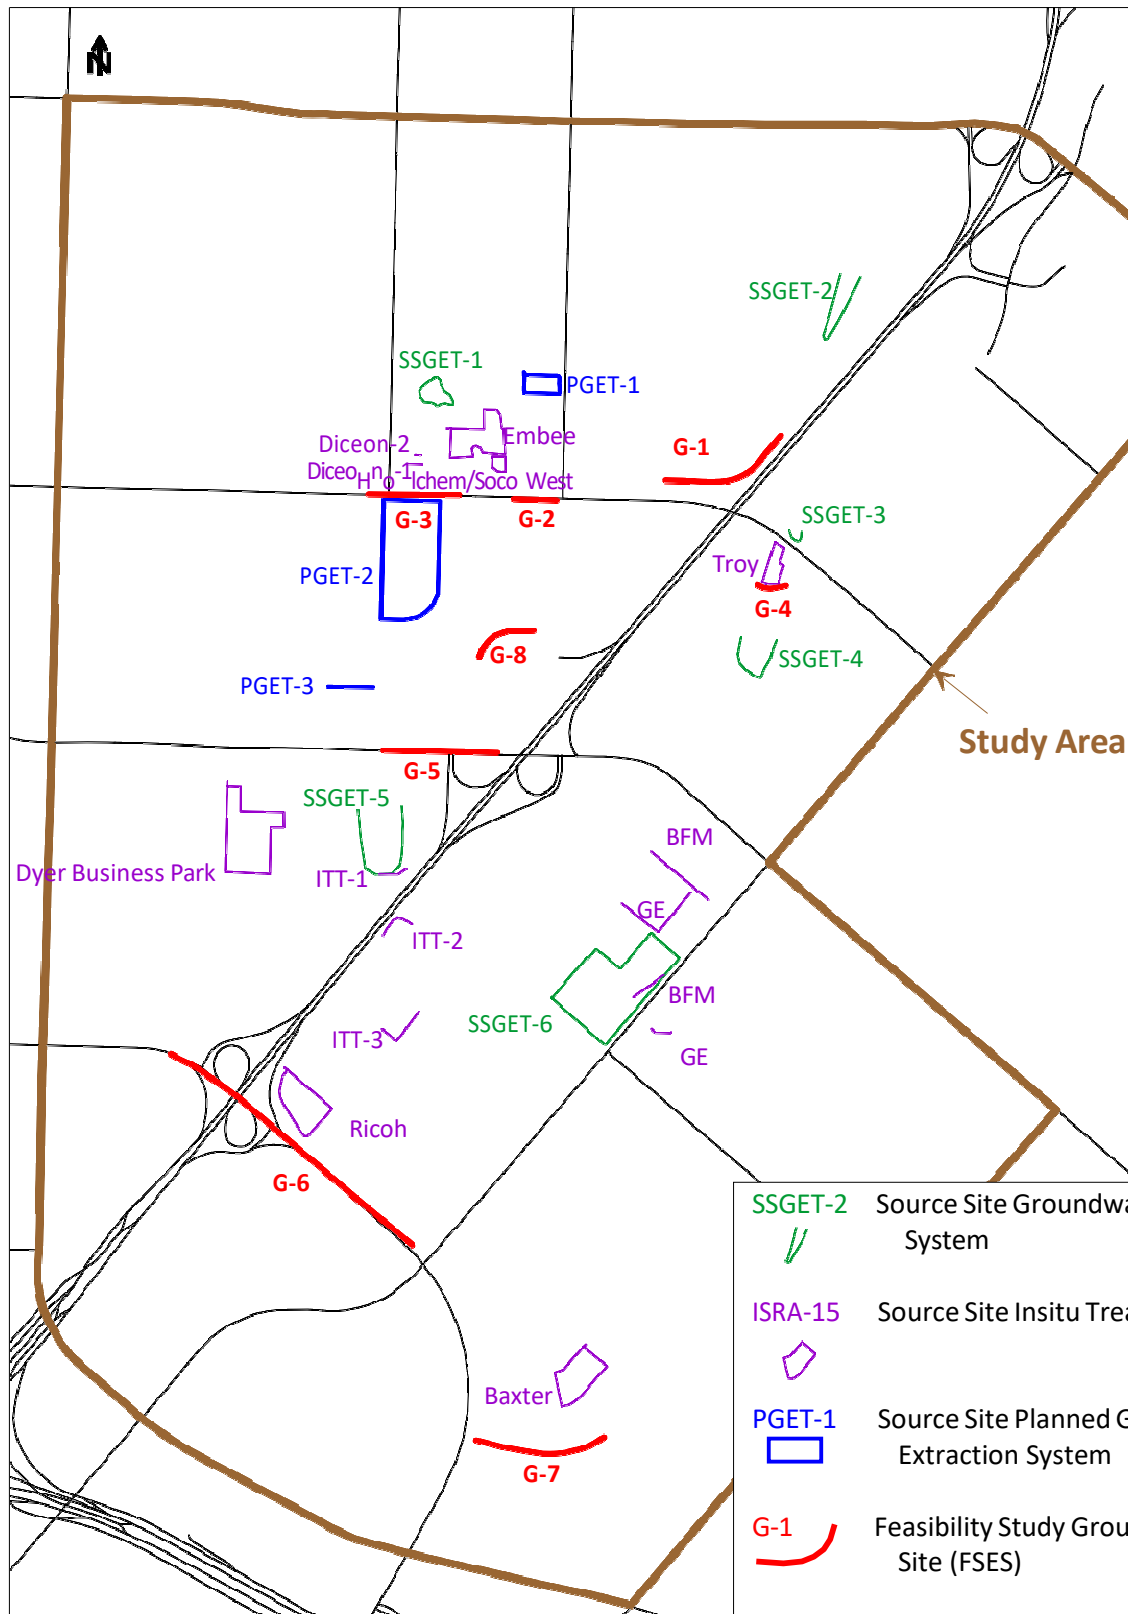 N
SSGET-2
SSGET-1
PGET-1
Diceon-2
Embee
G-1
Diceon-1
Holchem/Soco West
G-3
G-2
SSGET-3
Troy
PGET-2
G-4
G-8
SSGET-4
PGET-3
Study Area
G-5
SSGET-5
BFM
Dyer Business Park
ITT-1
GE
ITT-2
BFM
SSGET-6
ITT-3
GE
Ricoh
G-6
SSGET-2 Source Site Groundwa
System
ISRA-15 Source Site Insitu Trea
Baxter
PGET-1 Source Site Planned G
Extraction System
G-7
G-1 Feasibility Study Grou
Site (FSES)